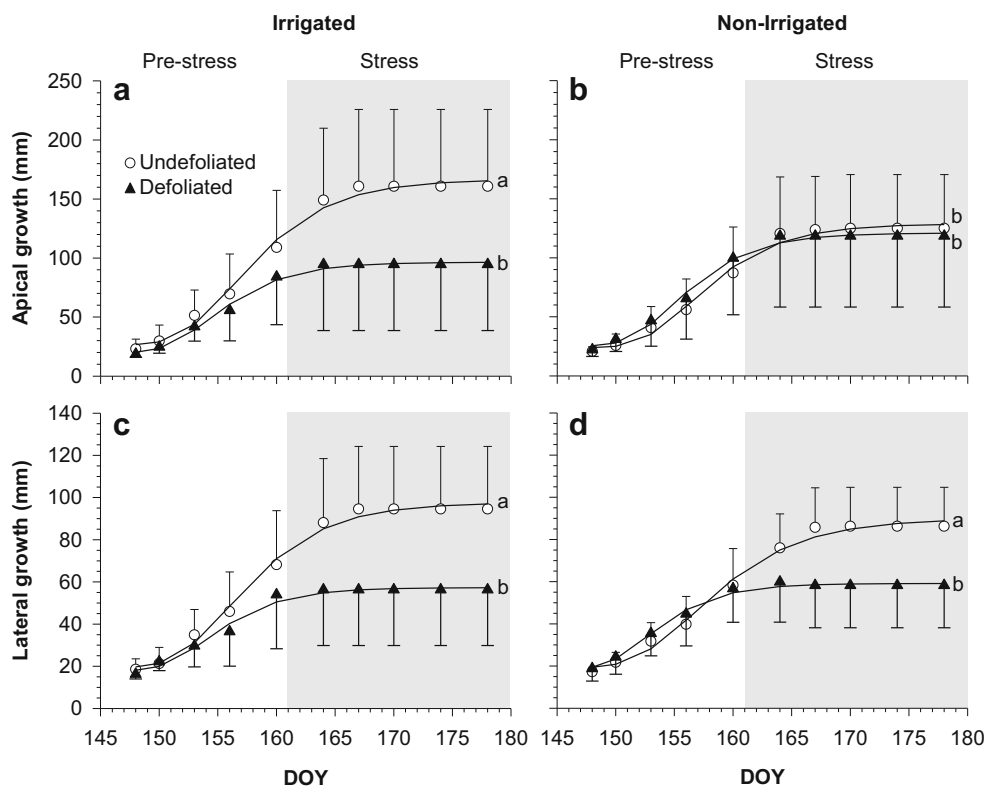 Irrigated
Non-Irrigated
Pre-stress
Stress
Pre-stress
Stress
Apical growth (mm)
250
200
150
100
50
0
a
Undefoliated
Defoliated
a
b
b
b
b
Lateral growth (mm)
140
120
100
80
60
40
20
0
c
a
b
d
a
b
145 150 155 160 165 170 175 180
145 150 155 160 165 170 175 180
DOY
DOY